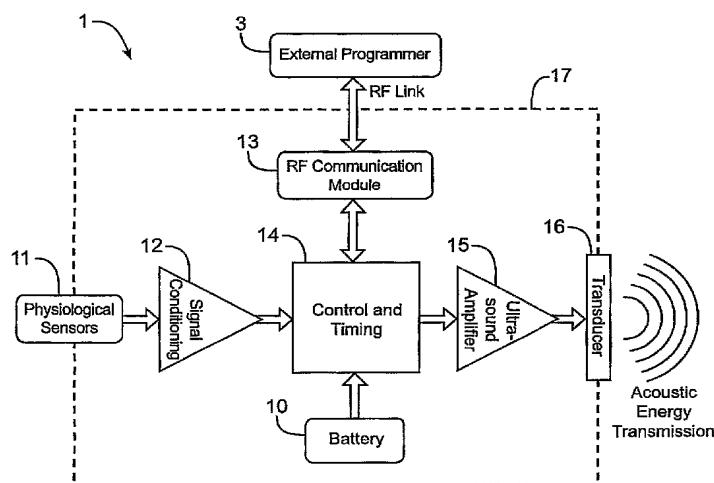 1
3
External Programmer
RF Link
17
13
RF Communication
Module
11
Physiological
Sensors
12
Signal
Conditioning
14
Control and
Timing
15
Ultra-
sound
Amplifier
16
Transducer
10
Battery
Acoustic
Energy
Transmission